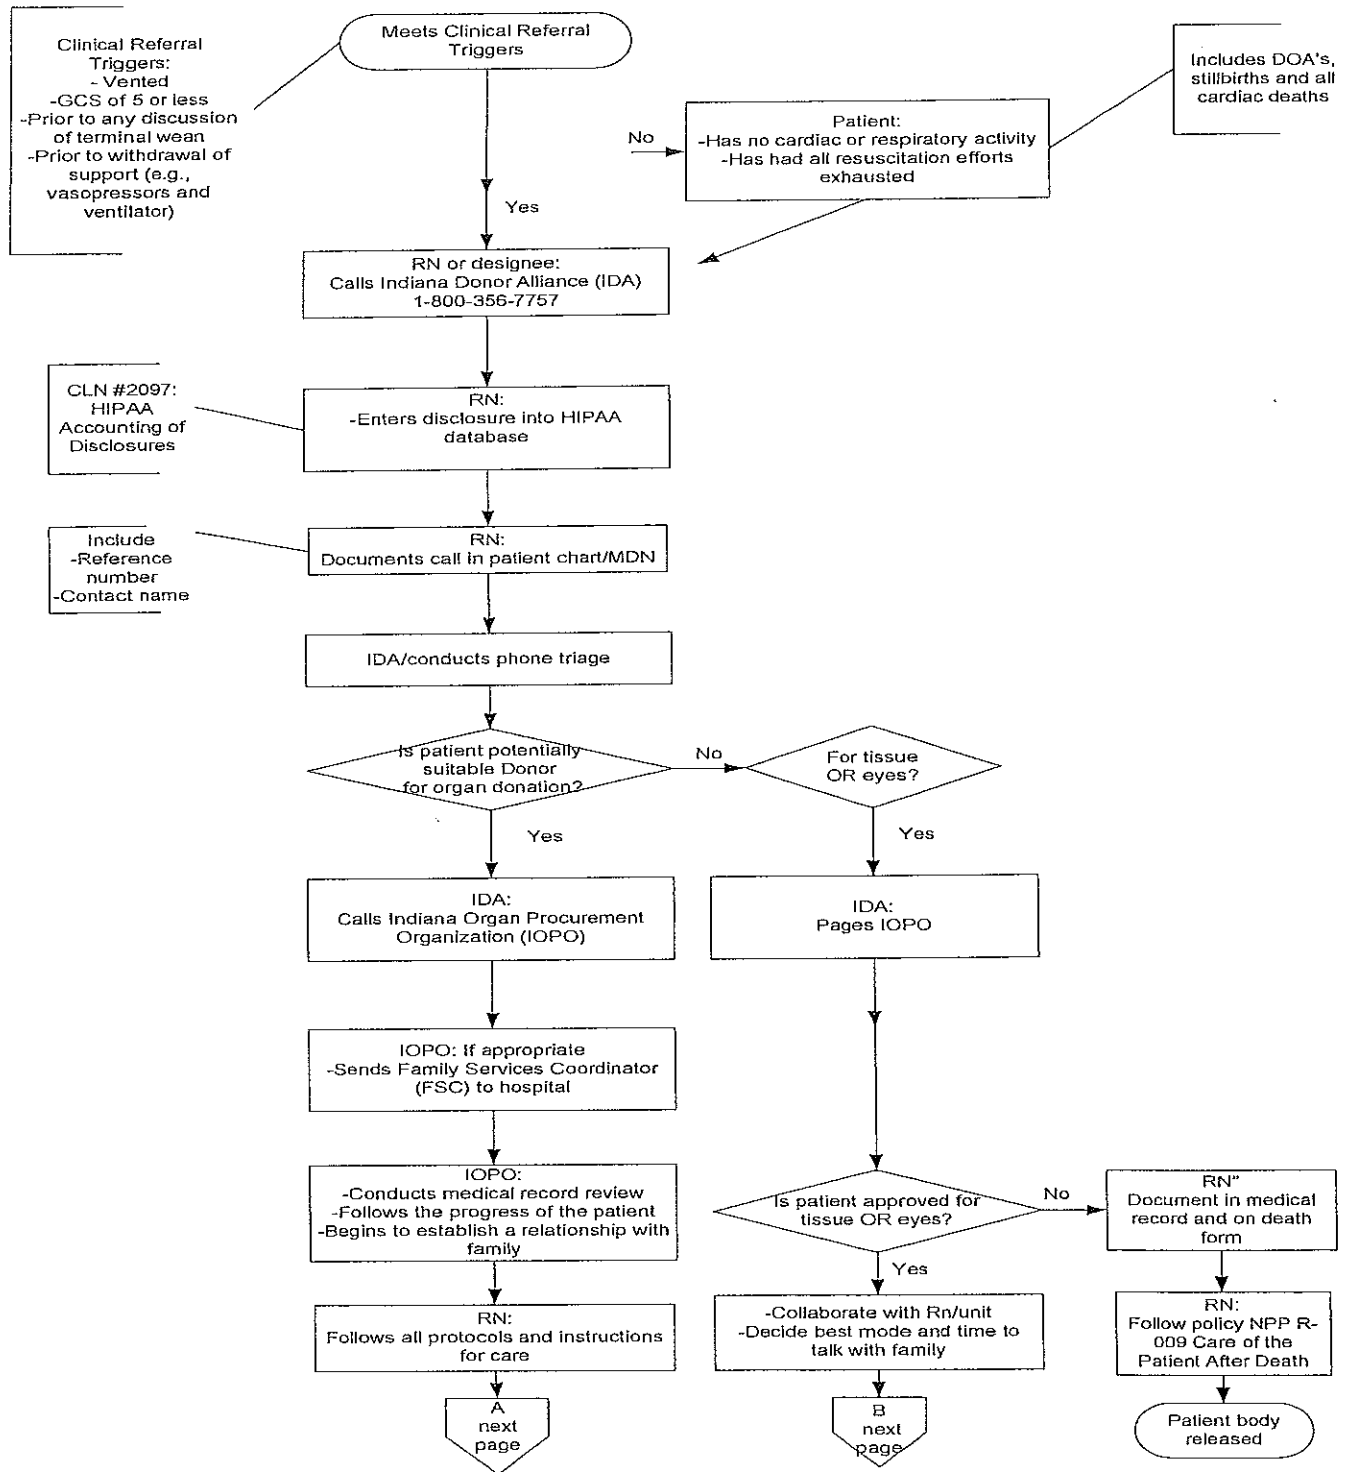 Clinical Referral
Triggers:
- Vented
-GCS of 5 or less
-Prior to any discussion
of terminal wean
-Prior to withdrawal of
support (e.g.,
vasopressors and
ventilator)
Meets Clinical Referral
Triggers
Includes DOA's,
stillbirths and all
cardiac deaths
No
Patient:
-Has no cardiac or respiratory activity
-Has had all resuscitation efforts
exhausted
Yes
RN or designee:
Calls Indiana Donor Alliance (IDA)
1-800-356-7757
CLN #2097:
HIPAA
Accounting of
Disclosures
RN:
-Enters disclosure into HIPAA
database
Include
-Reference
number
-Contact name
RN:
Documents call in patient chart/MDN
IDA/conducts phone triage
Is patient potentially
suitable Donor
for organ donation?
No
For tissue
OR eyes?
Yes
Yes
IDA:
Calls Indiana Organ Procurement
Organization (IOPO)
IDA:
Pages IOPO
IOPO: If appropriate
-Sends Family Services Coordinator
(FSC) to hospital
IOPO:
-Conducts medical record review
-Follows the progress of the patient
-Begins to establish a relationship with
family
Is patient approved for
tissue OR eyes?
No
RN"
Document in medical
record and on death
form
Yes
RN:
Follows all protocols and instructions
for care
-Collaborate with Rn/unit
-Decide best mode and time to
talk with family
RN:
Follow policy NPP R-
009 Care of the
Patient After Death
A
next
page
B
next
page
Patient body
released